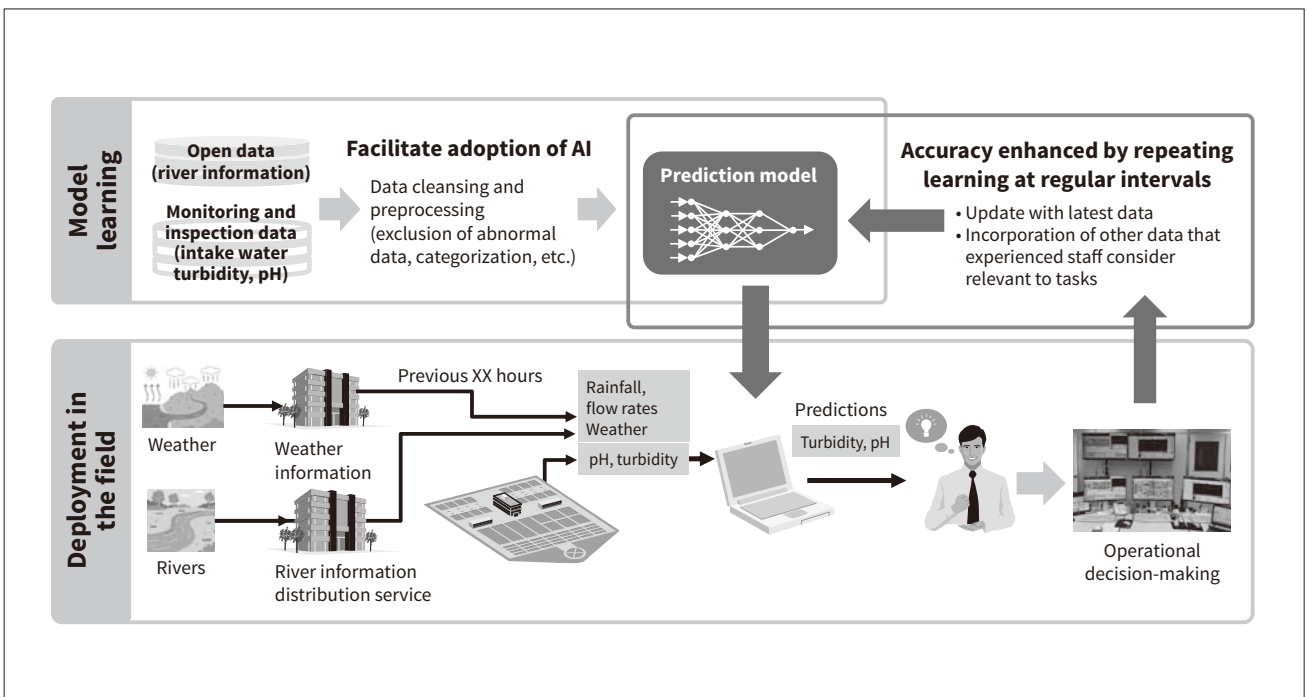 Model
learning
Open data
(river information)
Monitoring and
inspection data
(intake water
turbidity, pH)
Facilitate adoption of AI
Data cleansing and
preprocessing
(exclusion of abnormal
data, categorization, etc.)
Prediction model
Accuracy enhanced by repeating
learning at regular intervals
• Update with latest data
• Incorporation of other data that
experienced staff consider
relevant to tasks
Deployment in
the field
Weather
Rivers
Weather
information
River information
distribution service
Previous XX hours
Rainfall,
flow rates
Weather
pH, turbidity
Predictions
Turbidity, pH
Operational
decision-making